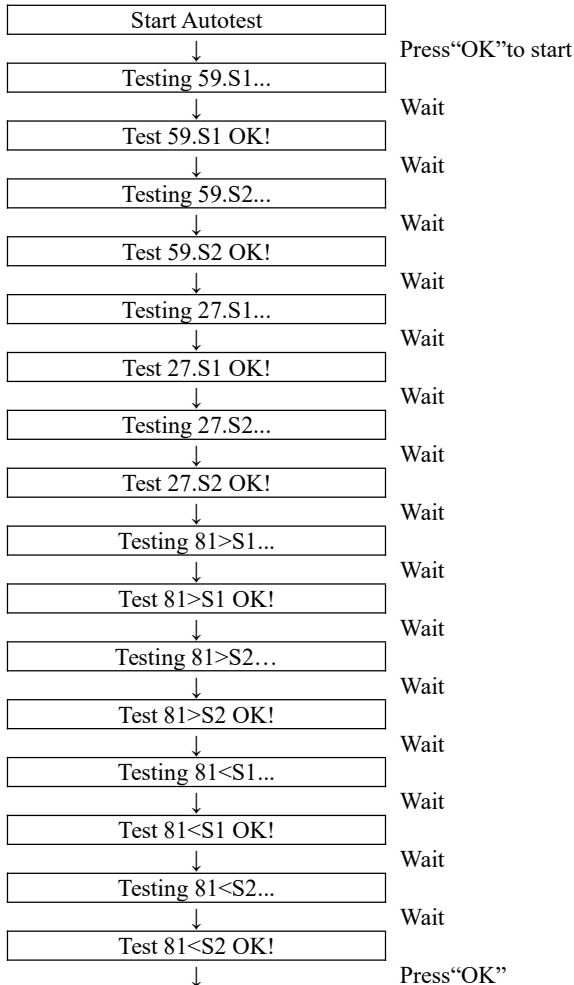 Start Autotest
↓ Press“OK”to start
Testing 59.S1...
↓ Wait
Test 59.S1 OK!
↓ Wait
Testing 59.S2...
↓ Wait
Test 59.S2 OK!
↓ Wait
Testing 27.S1...
↓ Wait
Test 27.S1 OK!
↓ Wait
Testing 27.S2...
↓ Wait
Test 27.S2 OK!
↓ Wait
Testing 81>S1...
↓ Wait
Test 81>S1 OK!
↓ Wait
Testing 81>S2…
↓ Wait
Test 81>S2 OK!
↓ Wait
Testing 81<S1...
↓ Wait
Test 81<S1 OK!
↓ Wait
Testing 81<S2...
↓ Wait
Test 81<S2 OK!
↓ Press“OK”